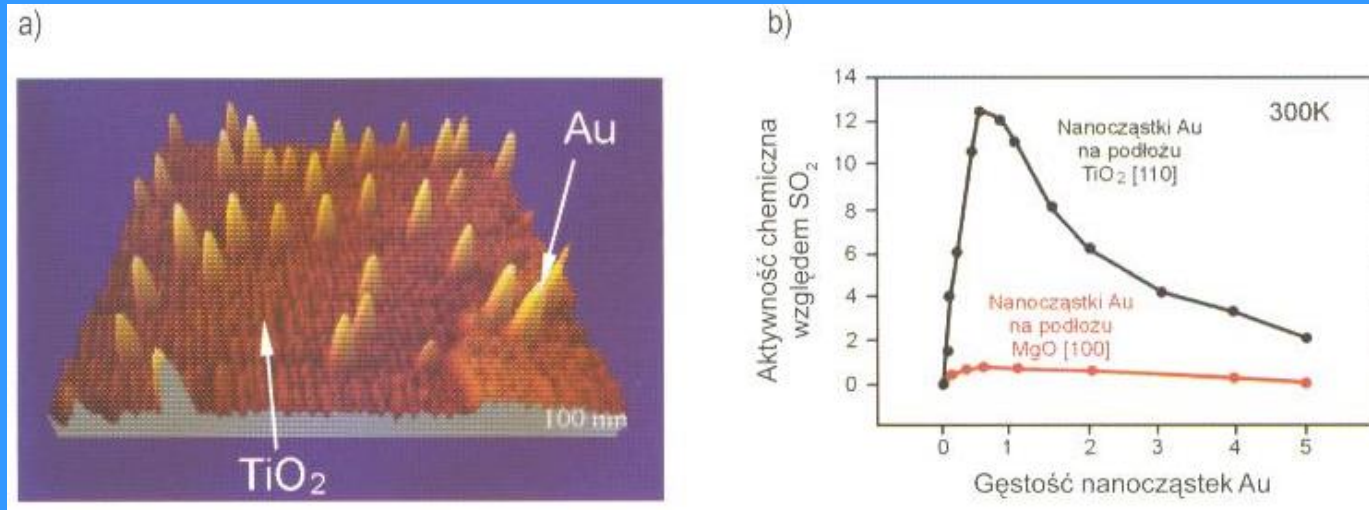 a)
Au
TiO₂
100 nm
b)
Aktywność chemiczna
względem SO₂
14
12
10
8
6
4
2
0
300K
Nanocząstki Au
na podłożu
TiO₂ [110]
Nanocząstki Au
na podłożu
MgO [100]
0 1 2 3 4 5
Gęstość nanocząstek Au